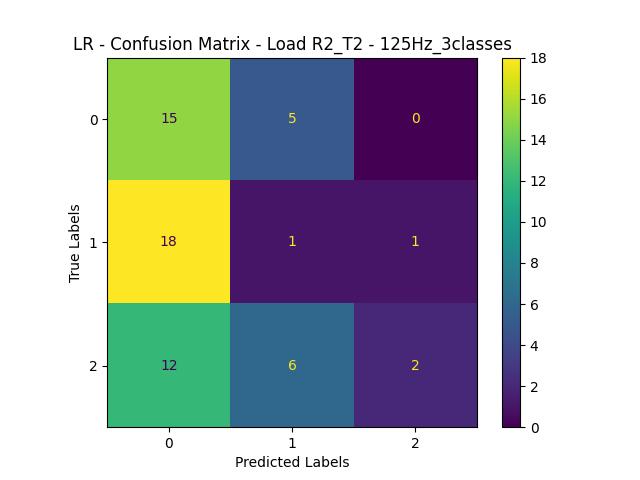 LR - Confusion Matrix - Load R2_T2 - 125Hz_3classes
True Labels
0 15 5 0
1 18 1 1
2 12 6 2
0 1 2
Predicted Labels
18
16
14
12
10
8
6
4
2
0